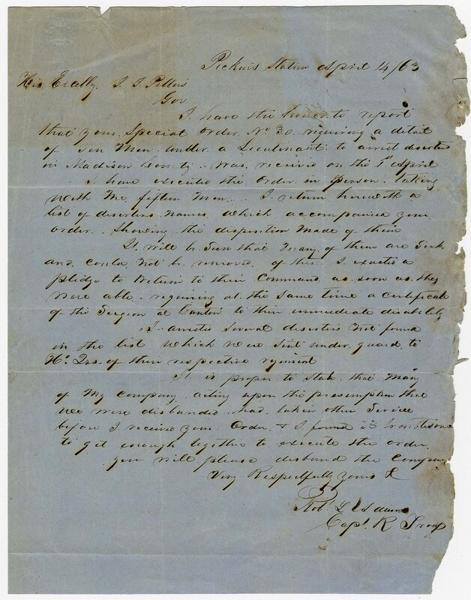 Pickens Station April 14/63
His Excelly. J. J. Pettus
Gov
I have the honor to report
that your Special Order No 30. requiring a detail
of ten Men under a Lieutenant to arrest deserters
in Madison County. Was received on the 1st April
I have executed the Order in person taking
with Me fifteen Men. I return herewith a
list of deserters names which accompanied your
order. Showing the disposition Made of them
It will be seen that Many of them are Sick
and could Not be removed, of these I exacted a
pledge to Return to their Command as soon as they
were able. requiring at the Same time a certificate
of the Surgeon at Canton to their immediate disability
I arrested Several deserters Not found
in the list which were Sent under guard to
Hd Qrs. of their respective regiment
It is proper to State that Many
of My company acting upon the presumption that
we were disbanded had taken other Service
before I received your Order. & I found it
to get enough together to execute the order.
You will please disband the Company
Very Respectfully Yours &
Adams
Capt. R Troop